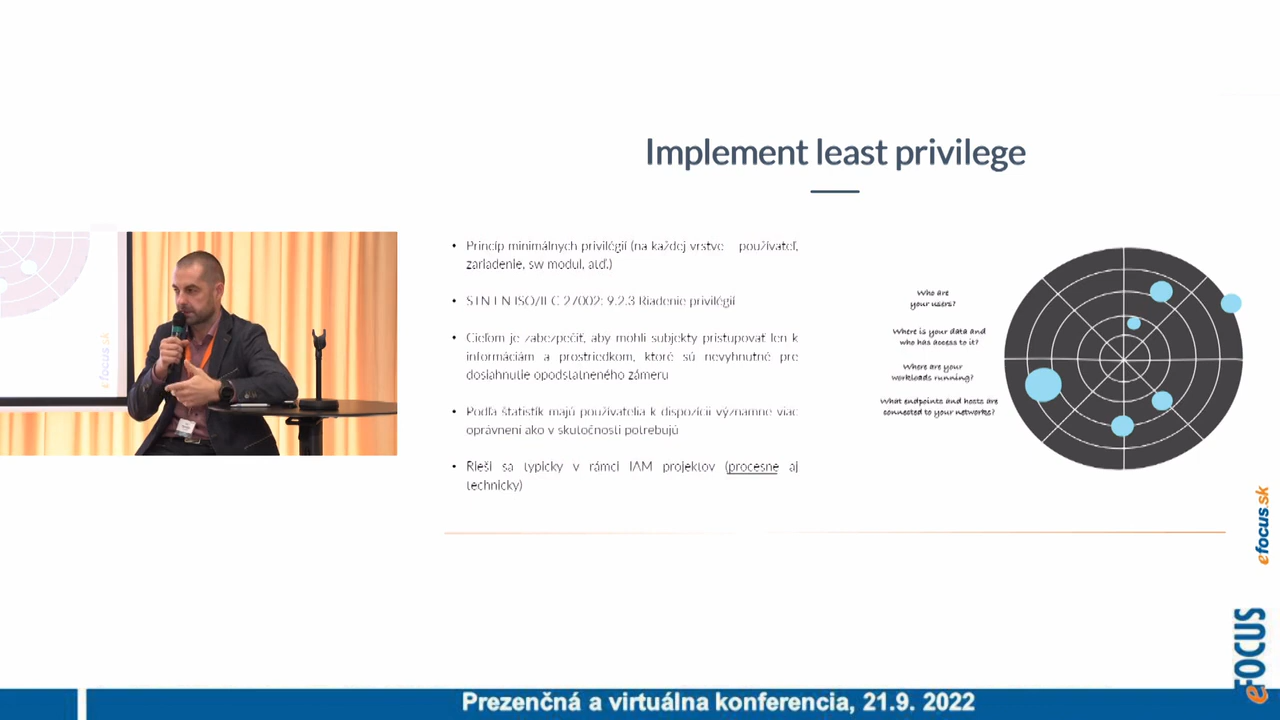 Implement least privilege
• Princíp minimálnych privilégií (na každej vrstve používateľ,
zariadenie, sw modul, atď.)
• STN EN ISO/IEC 27002: 9.2.3 Riadenie privilégií
• Cieľom je zabezpečiť, aby mohli subjekty pristupovať len k
informáciám a prostriedkom, ktoré sú nevyhnutné pre
dosiahnutie opodstatneného zámeru
• Podľa štatistík majú používatelia k dispozícii významne viac
oprávnení ako v skutočnosti potrebujú
• Rieši sa typicky v rámci IAM projektov (procesne aj
technicky)
Who are
your users?
Where is your data and
who has access to it?
Where are your
workloads running?
What endpoints and hosts are
connected to your networks?
efocus.sk
efocus.sk
eFOCUS
Prezenčná a virtuálna konferencia, 21.9. 2022